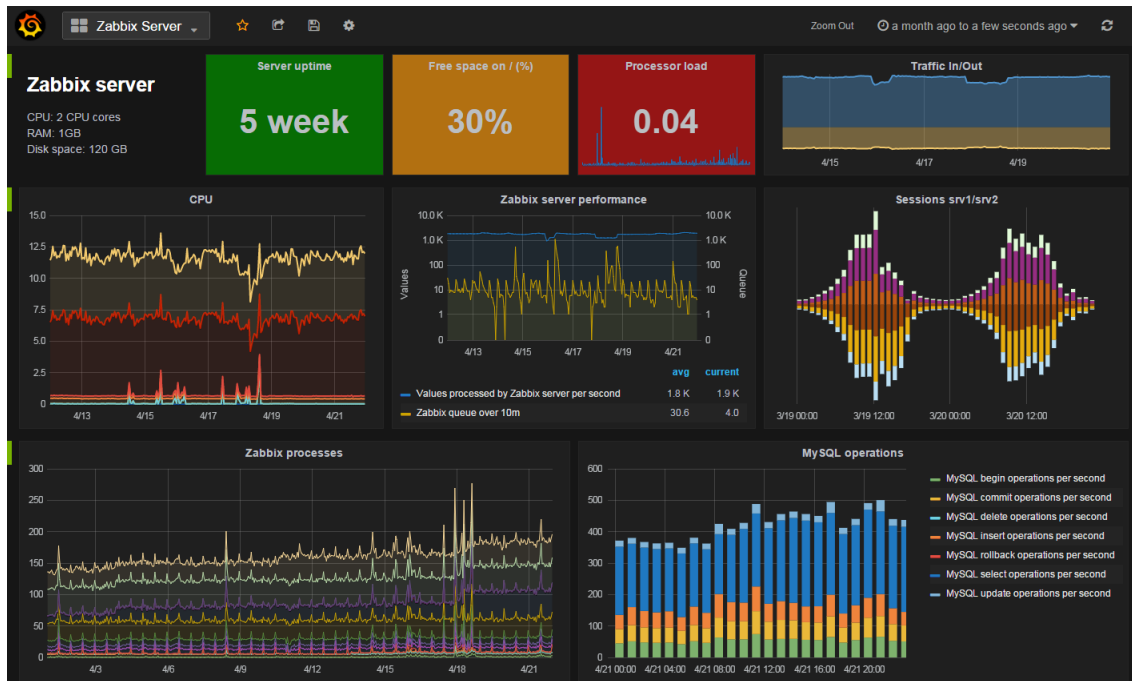 Zabbix Server
Zoom Out
a month ago to a few seconds ago
Zabbix server
CPU: 2 CPU cores
RAM: 1GB
Disk space: 120 GB
Server uptime
5 week
Free space on / (%)
30%
Processor load
0.04
Traffic In/Out
4/15 4/17 4/19
CPU
15.0
12.5
10.0
7.5
5.0
2.5
0
4/13 4/15 4/17 4/19 4/21
Zabbix server performance
10.0 K 10.0 K
1.0 K 1.0 K
100 100
10 10
1 1
0 0
Values
Queue
4/13 4/15 4/17 4/19 4/21
avg current
Values processed by Zabbix server per second 1.8 K 1.9 K
Zabbix queue over 10m 30.6 4.0
Sessions srv1/srv2
3/19 00:00 3/19 12:00 3/20 00:00 3/20 12:00
Zabbix processes
300
250
200
150
100
50
0
4/3 4/6 4/9 4/12 4/15 4/18 4/21
MySQL operations
600
500
400
300
200
100
0
4/21 00:00 4/21 04:00 4/21 08:00 4/21 12:00 4/21 16:00 4/21 20:00
MySQL begin operations per second
MySQL commit operations per second
MySQL delete operations per second
MySQL insert operations per second
MySQL rollback operations per second
MySQL select operations per second
MySQL update operations per second